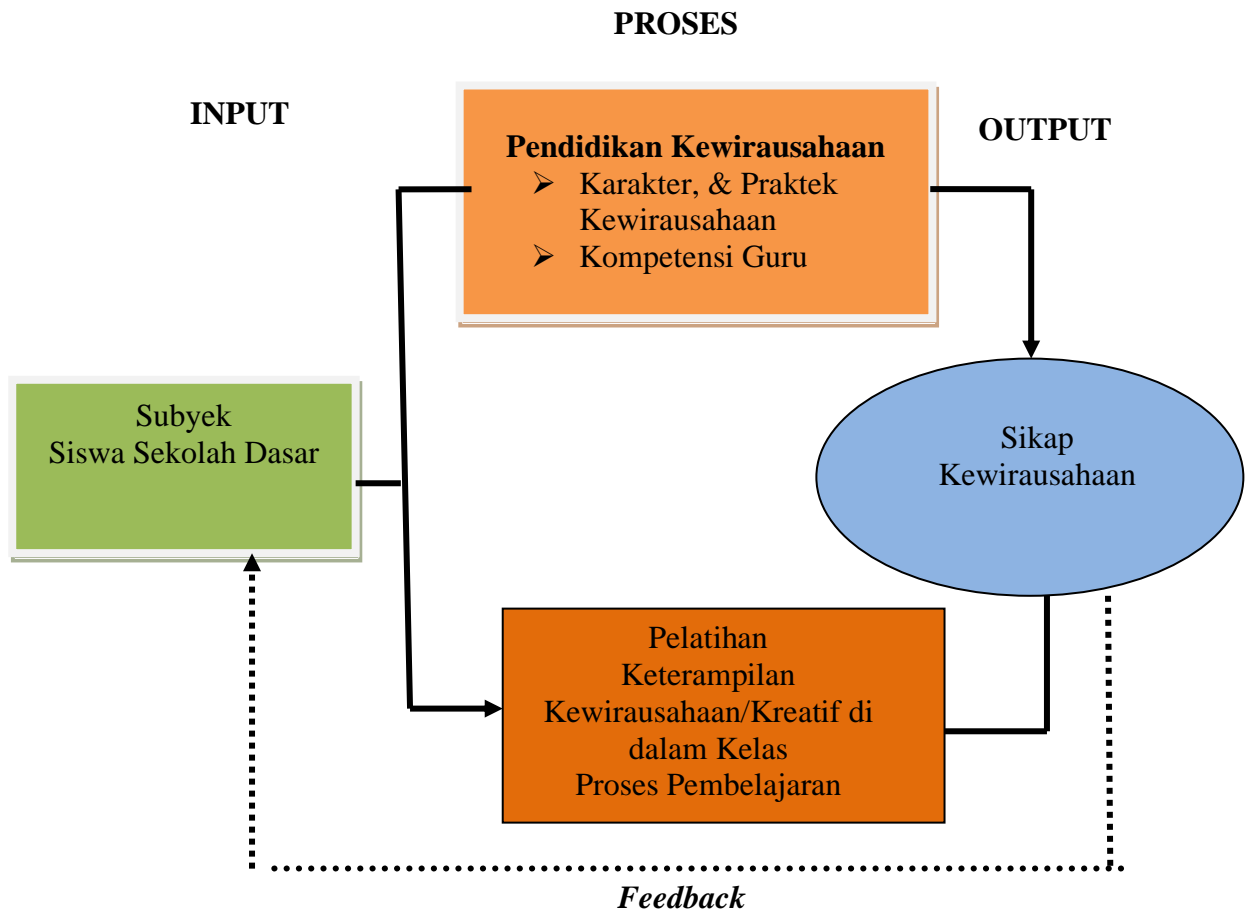 PROSES
INPUT
OUTPUT
Pendidikan Kewirausahaan
➢ Karakter, & Praktek
Kewirausahaan
➢ Kompetensi Guru
Subyek
Siswa Sekolah Dasar
Sikap
Kewirausahaan
Pelatihan
Keterampilan
Kewirausahaan/Kreatif di
dalam Kelas
Proses Pembelajaran
Feedback